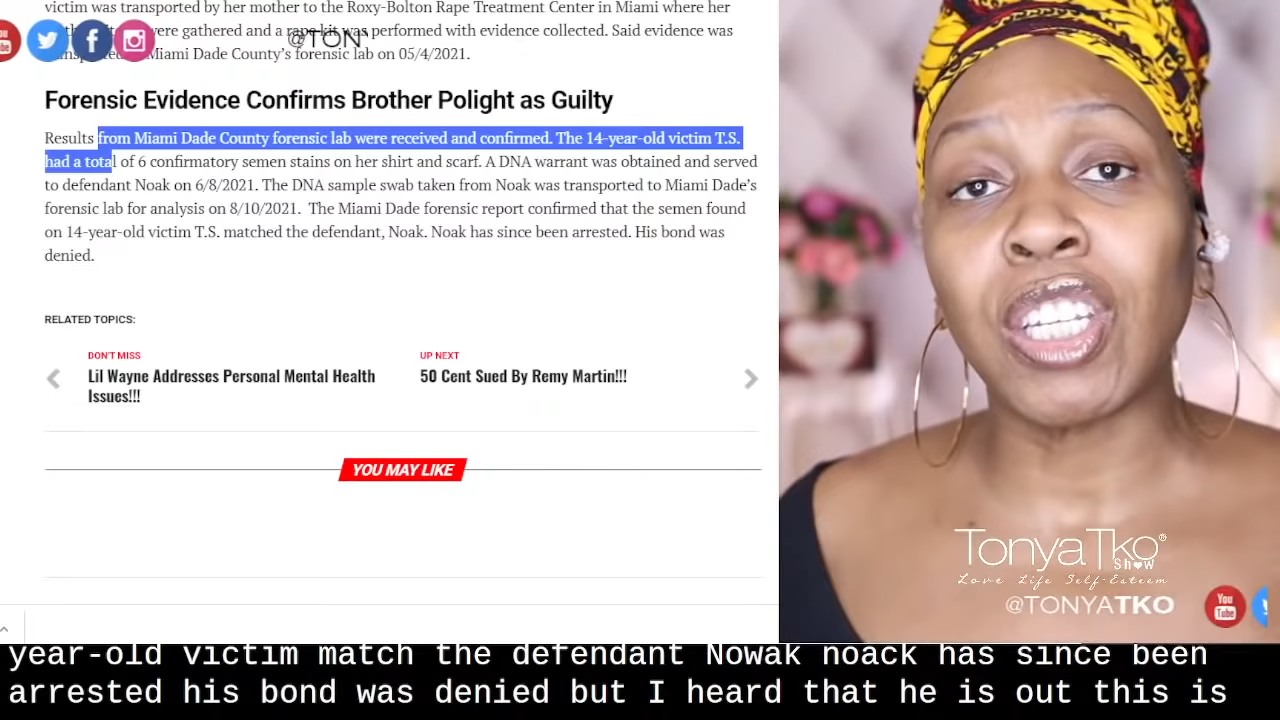 victim was transported by her mother to the Roxy-Bolton Rape Treatment Center in Miami where her
were gathered and a rape kit was performed with evidence collected. Said evidence was
@TON
Miami Dade County's forensic lab on 05/4/2021.
Forensic Evidence Confirms Brother Polight as Guilty
Results from Miami Dade County forensic lab were received and confirmed. The 14-year-old victim T.S.
had a total of 6 confirmatory semen stains on her shirt and scarf. A DNA warrant was obtained and served
to defendant Noak on 6/8/2021. The DNA sample swab taken from Noak was transported to Miami Dade's
forensic lab for analysis on 8/10/2021. The Miami Dade forensic report confirmed that the semen found
on 14-year-old victim T.S. matched the defendant, Noak. Noak has since been arrested. His bond was
denied.
RELATED TOPICS:
DON'T MISS
Lil Wayne Addresses Personal Mental Health
Issues!!!
UP NEXT
50 Cent Sued By Remy Martin!!!
YOU MAY LIKE
TonyaTko®
Show
Love Life Self-Esteem
@TONYATKO
You
Tube
year-old victim match the defendant Nowak noack has since been
arrested his bond was denied but I heard that he is out this is